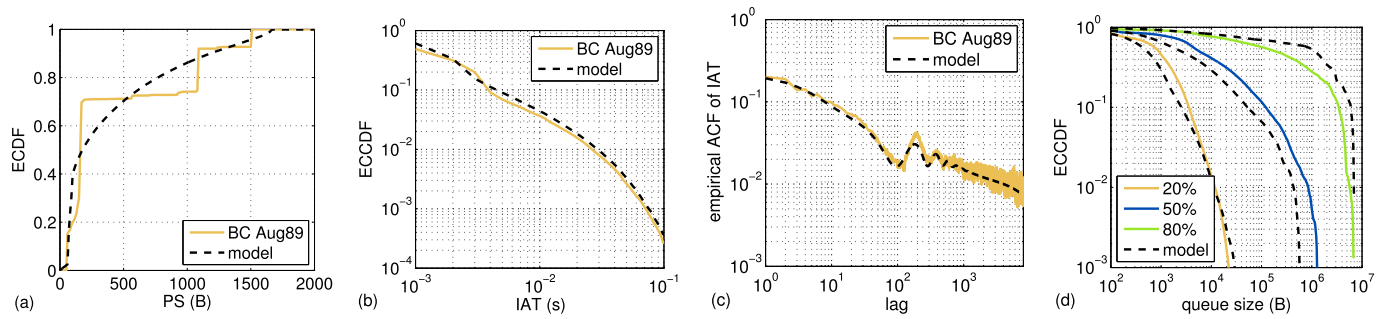 ECDF
1
0.8
0.6
0.4
0.2
0
0 500 1000 1500 2000
PS (B)
BC Aug89
model
(a)
ECCDF
10^0
10^−1
10^−2
10^−3
10^−4
10^−3 10^−2 10^−1
IAT (s)
BC Aug89
model
(b)
empirical ACF of IAT
10^0
10^−1
10^−2
10^−3
10^0 10^1 10^2 10^3
lag
BC Aug89
model
(c)
ECCDF
10^0
10^−1
10^−2
10^−3
10^2 10^3 10^4 10^5 10^6 10^7
queue size (B)
20%
50%
80%
model
(d)